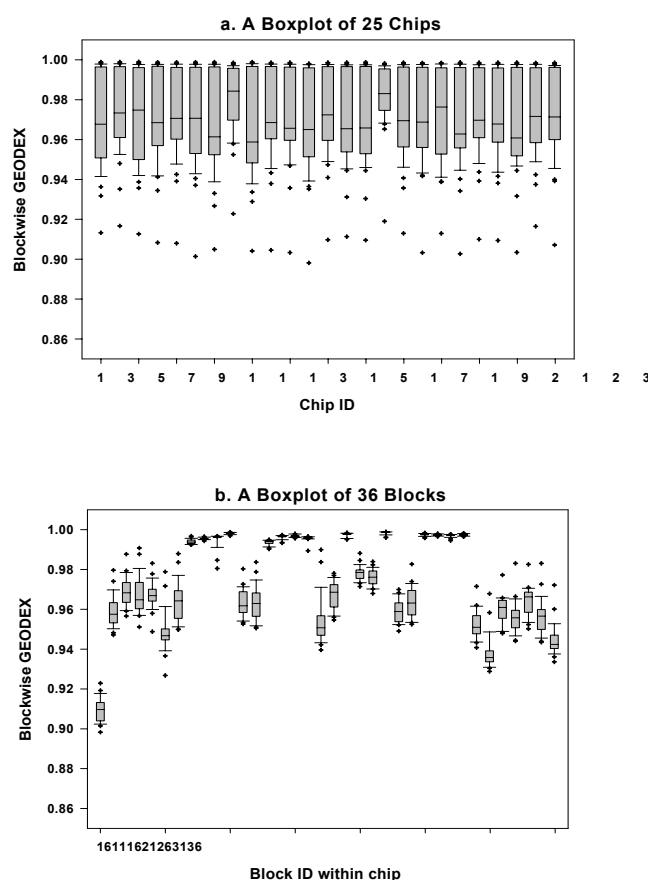 a. A Boxplot of 25 Chips
1.00
0.98
0.96
0.94
0.92
0.90
0.88
0.86
Blockwise GEODEX
1 3 5 7 9 1 1 1 3 1 5 1 7 1 9 2 1 2 3
Chip ID
b. A Boxplot of 36 Blocks
1.00
0.98
0.96
0.94
0.92
0.90
0.88
0.86
Blockwise GEODEX
16111621263136
Block ID within chip